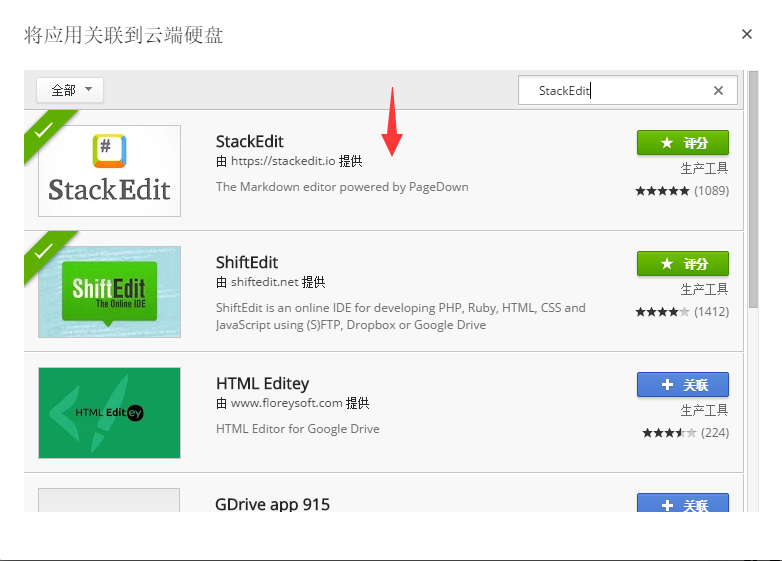 将应用关联到云端硬盘
全部
StackEdit
#
StackEdit
StackEdit
由 https://stackedit.io 提供
The Markdown editor powered by PageDown
评分
生产工具
(1089)
ShiftEdit
The Online IDE
ShiftEdit
由 shiftedit.net 提供
ShiftEdit is an online IDE for developing PHP, Ruby, HTML, CSS and
JavaScript using (S)FTP, Dropbox or Google Drive
评分
生产工具
(1412)
HTML Editey
HTML Editey
由 www.floreysoft.com 提供
HTML Editor for Google Drive
关联
生产工具
(224)
GDrive app 915
关联